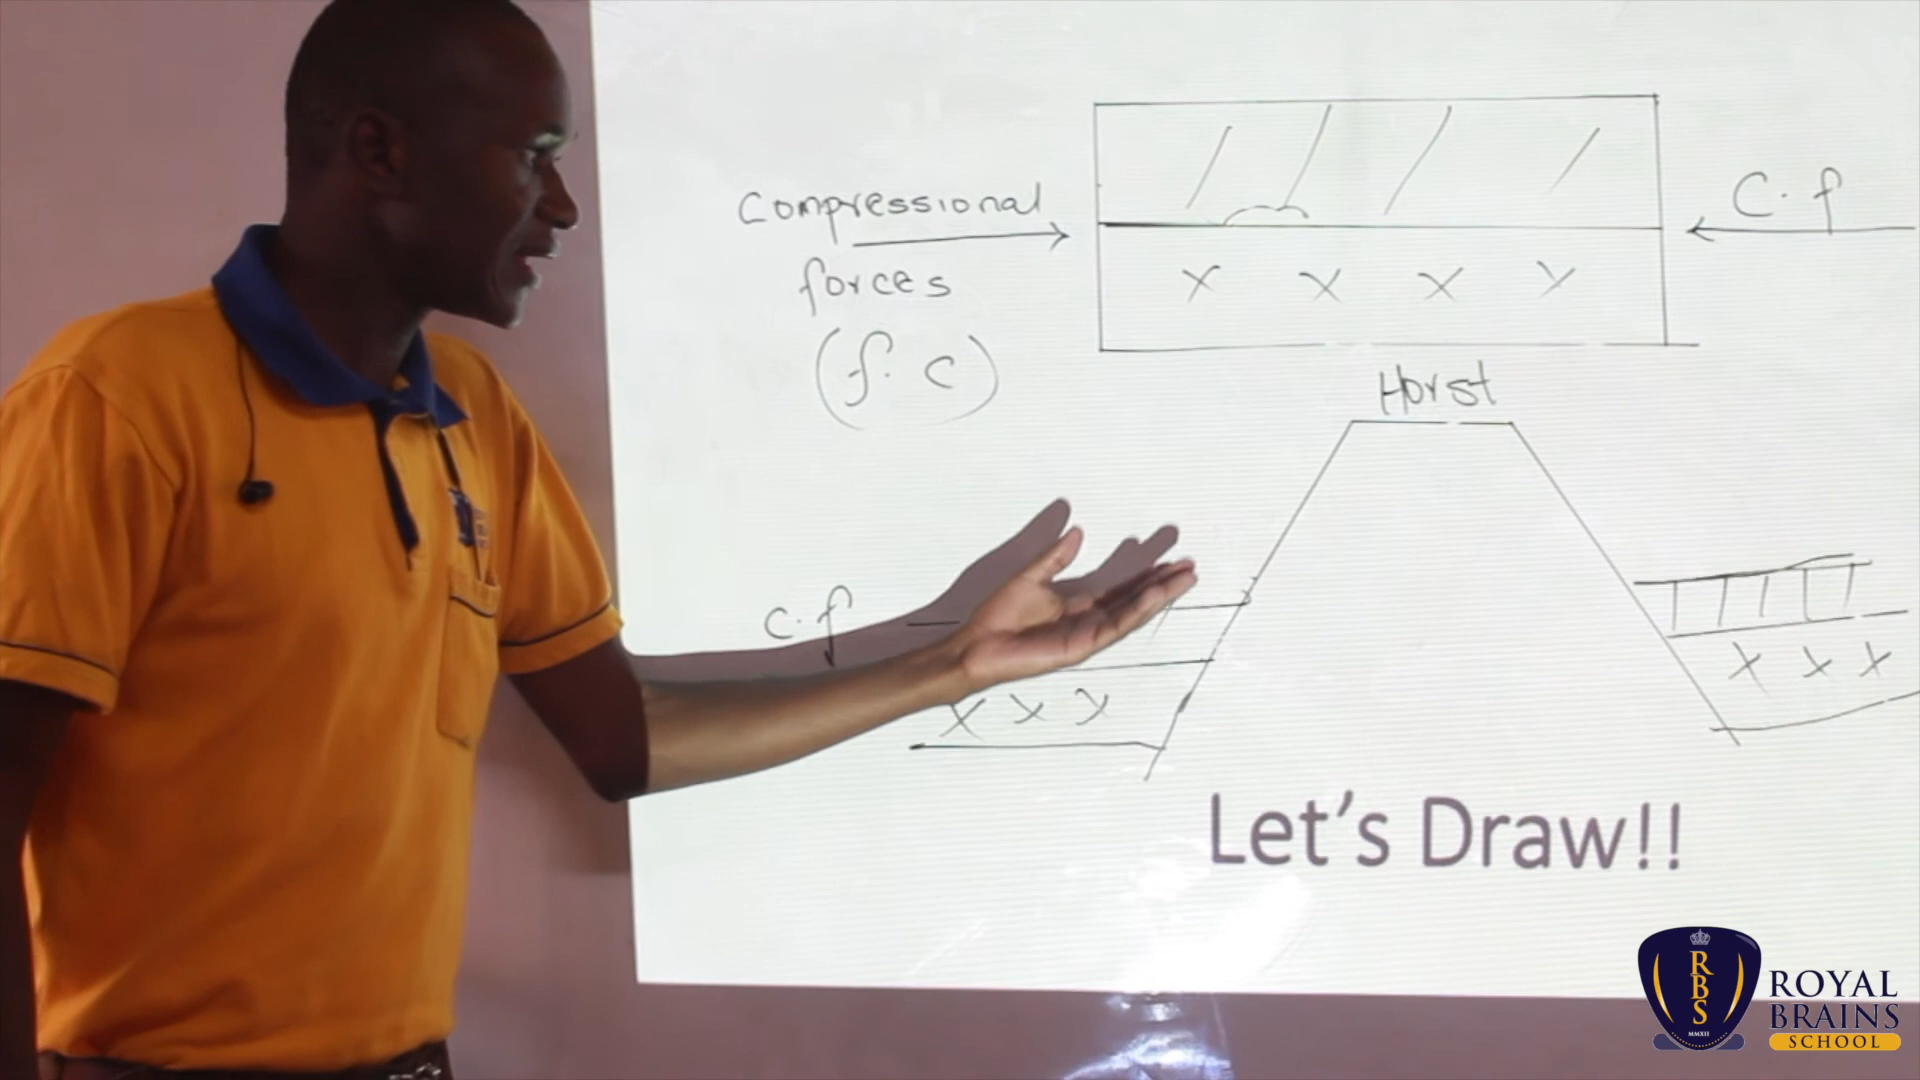 Compressional
forces
(f. c)
C. f
X X X X
Horst
c. f
X X X
X X X
Let's Draw!!
RBS
MMXII
ROYAL
BRAINS
SCHOOL